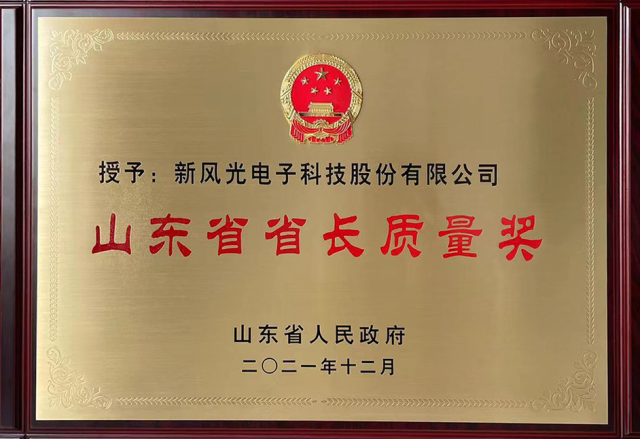 授予：新风光电子科技股份有限公司
山东省省长质量奖
山东省人民政府
二〇二一年十二月